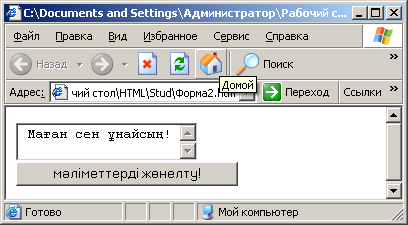 C:\Documents and Settings\Администратор\Рабочий с...
Файл Правка Вид Избранное Сервис Справка
Назад Поиск
Домой
Адрес: чий стол\HTML\Stud\Форма2.html Переход Ссылки
Маған сен ұнайсың!
мәліметтерді жөнелту!
Готово Мой компьютер